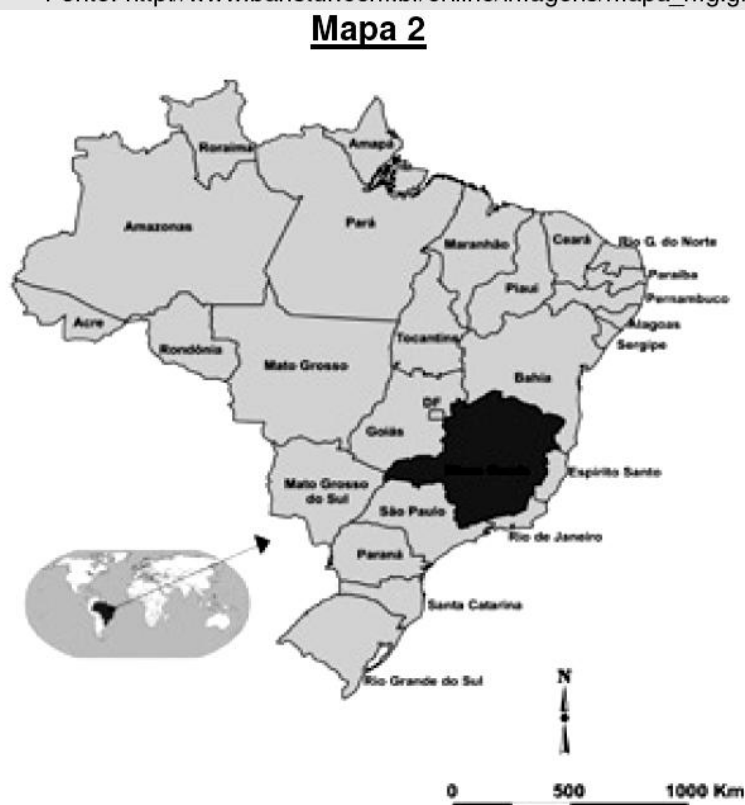 Mapa 2
Roraima
Amapá
Amazonas
Pará
Maranhão
Ceará
Rio G. do Norte
Paraíba
Piauí
Pernambuco
Acre
Alagoas
Rondônia
Tocantins
Sergipe
Mato Grosso
Bahia
DF
Goiás
Espírito Santo
Mato Grosso
do Sul
São Paulo
Rio de Janeiro
Paraná
Santa Catarina
Rio Grande do Sul
N
0 500 1000 Km